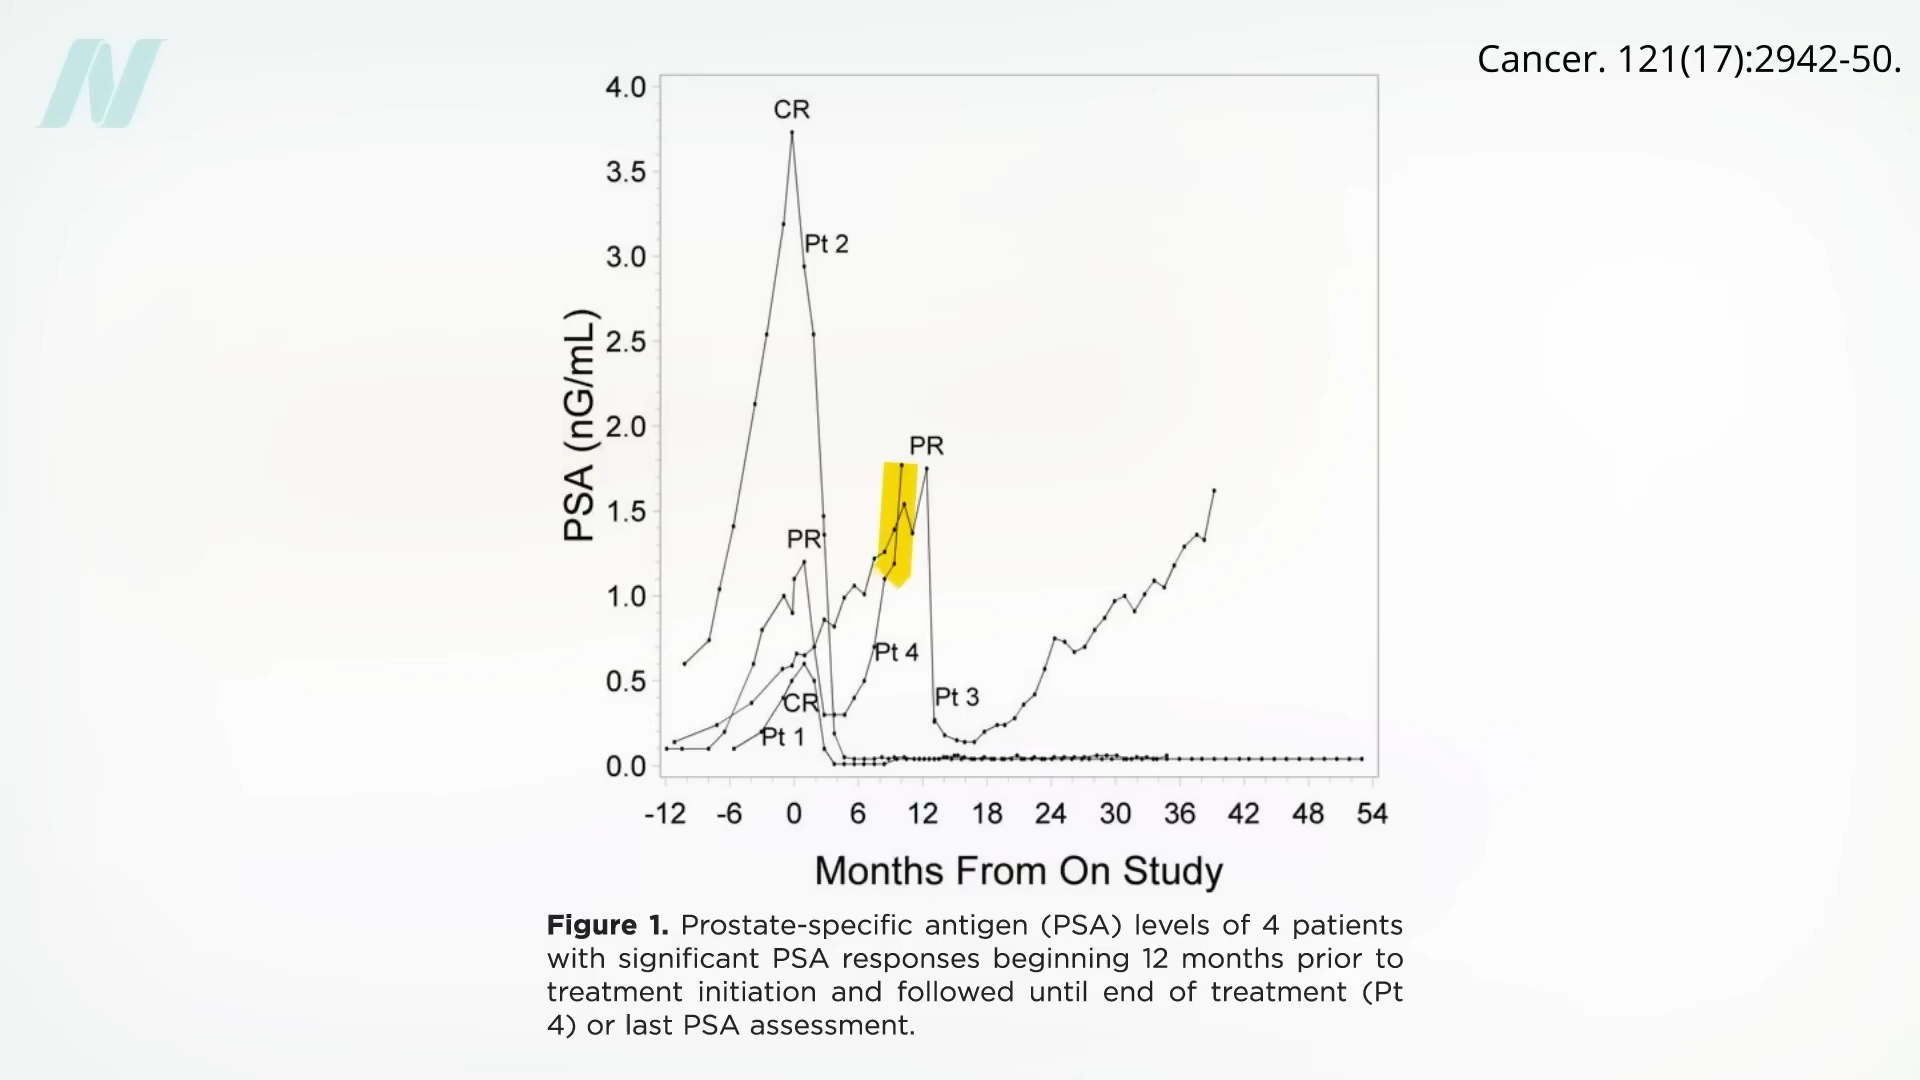 Cancer. 121(17):2942-50.
4.0
CR
3.5
Pt 2
3.0
2.5
PSA (nG/mL)
2.0
PR
1.5
PR
1.0
Pt 4
0.5
CR
Pt 3
Pt 1
0.0
-12 -6 0 6 12 18 24 30 36 42 48 54
Months From On Study
Figure 1. Prostate-specific antigen (PSA) levels of 4 patients
with significant PSA responses beginning 12 months prior to
treatment initiation and followed until end of treatment (Pt
4) or last PSA assessment.